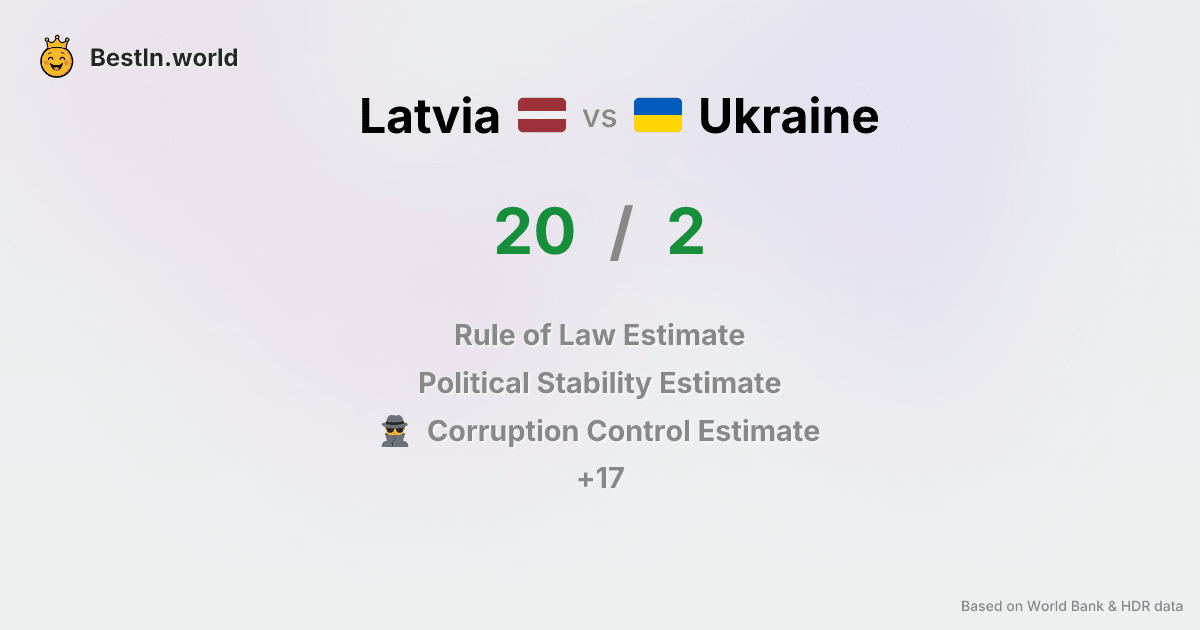 BestIn.world
Latvia vs Ukraine
20 / 2
Rule of Law Estimate
Political Stability Estimate
Corruption Control Estimate
+17
Based on World Bank & HDR data